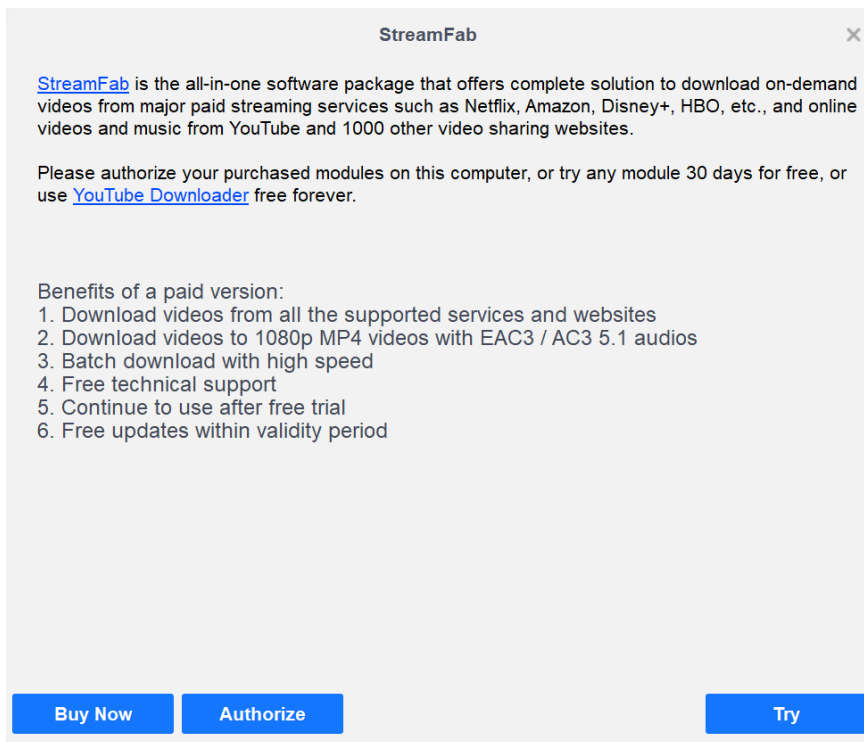 StreamFab
StreamFab is the all-in-one software package that offers complete solution to download on-demand
videos from major paid streaming services such as Netflix, Amazon, Disney+, HBO, etc., and online
videos and music from YouTube and 1000 other video sharing websites.
Please authorize your purchased modules on this computer, or try any module 30 days for free, or
use YouTube Downloader free forever.
Benefits of a paid version:
1. Download videos from all the supported services and websites
2. Download videos to 1080p MP4 videos with EAC3 / AC3 5.1 audios
3. Batch download with high speed
4. Free technical support
5. Continue to use after free trial
6. Free updates within validity period
Buy Now Authorize Try